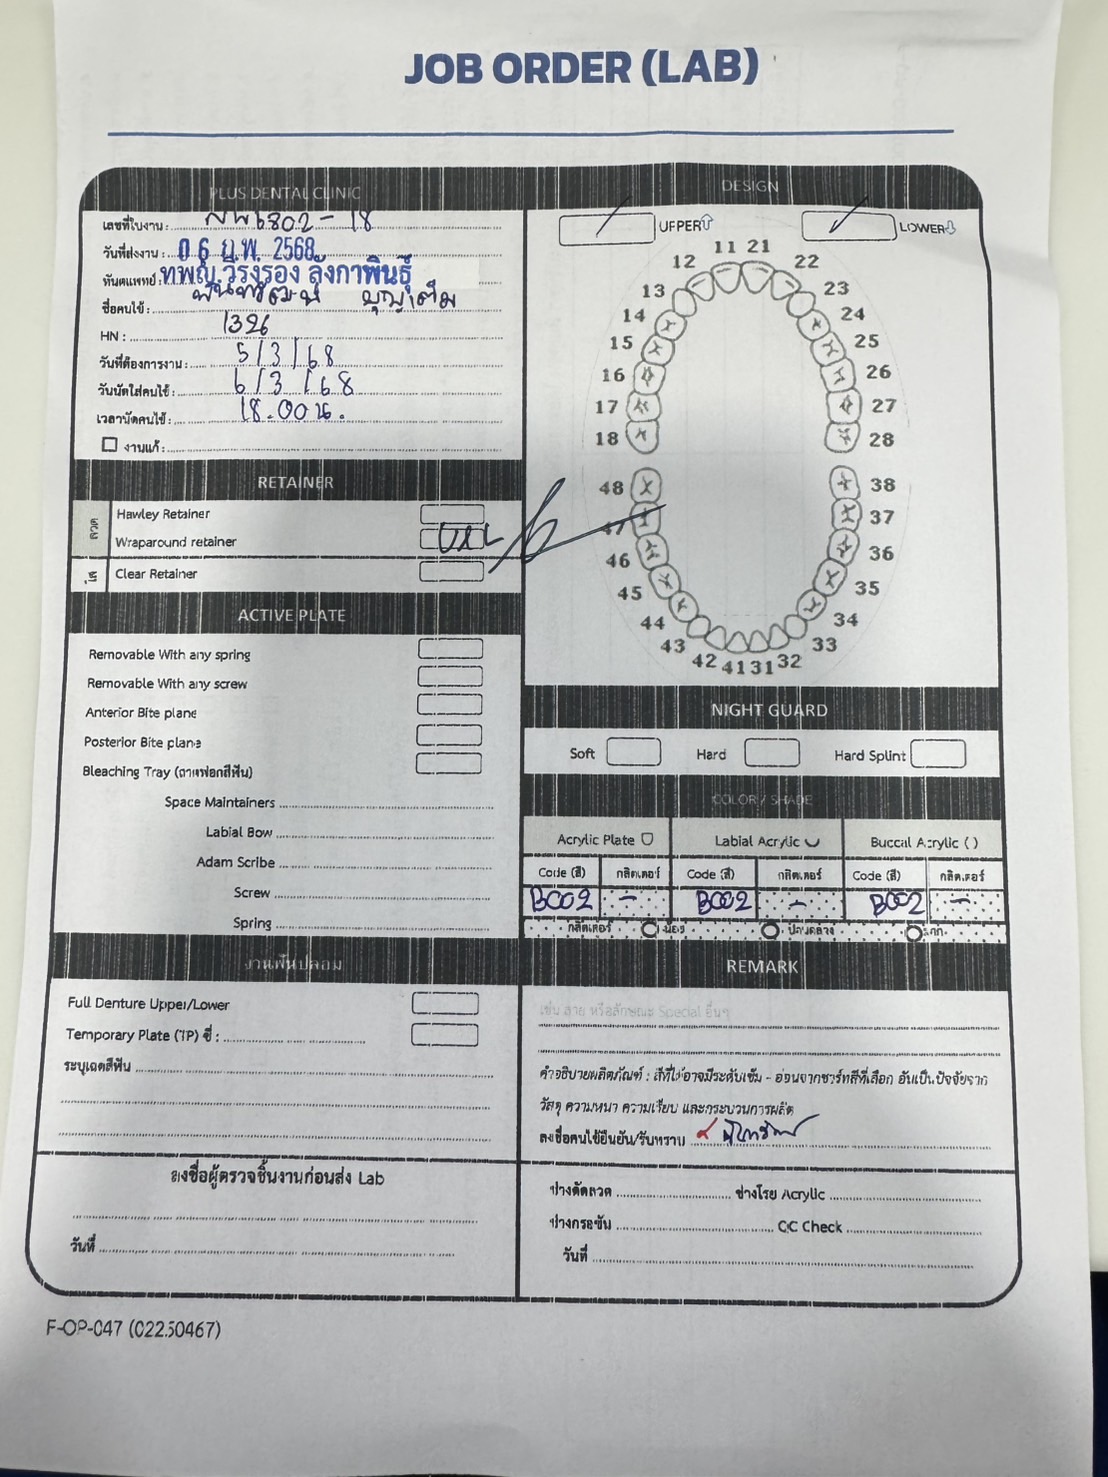 JOB ORDER (LAB)
PLUS DENTAL CLINIC
เลขที่ใบงาน : 6802-18
วันที่ส่งงาน : 06 ก.พ. 2568
ทันตแพทย์ : ทพญ.วีรงรอง ลังกาพินธุ์
ชื่อคนไข้ : บุญเต็ม
HN : 1326
วันที่ต้องการงาน : 5/3/68
วันนัดใส่คนไข้ : 6/3/68
เวลานัดคนไข้ : 18.00 น.
งานแก้ :
RETAINER
ลวด
Hawley Retainer
Wraparound retainer
ใส
Clear Retainer
ACTIVE PLATE
Removable With any spring
Removable With any screw
Anterior Bite plane
Posterior Bite plane
Bleaching Tray (ถาดฟอกสีฟัน)
Space Maintainers
Labial Bow
Adam Scribe
Screw
Spring
งานฟันปลอม
Full Denture Upper/Lower
Temporary Plate (TP) ซี่ :
ระบุเฉดสีฟัน
ลงชื่อผู้ตรวจชิ้นงานก่อนส่ง Lab
วันที่
DESIGN
UPPER LOWER
11 21
12 22
13 23
14 24
15 25
16 26
17 27
18 28
48 38
47 37
46 36
45 35
44 34
43 33
42 41 31 32
NIGHT GUARD
Soft Hard Hard Splint
COLOR / SHADE
Acrylic Plate Labial Acrylic Buccal Acrylic ( )
Code (สี) กลิตเตอร์ Code (สี) กลิตเตอร์ Code (สี) กลิตเตอร์
B002 - B002 - B002 -
กลิตเตอร์ น้อย ปานกลาง มาก
REMARK
เช่น ลาย หรือลักษณะ Special อื่นๆ
คำอธิบายผลิตภัณฑ์ : สีที่ได้อาจมีระดับเข้ม - อ่อนจากชาร์ทสีที่เลือก อันเป็นปัจจัยจาก
วัสดุ ความหนา ความเรียบ และกระบวนการผลิต
ลงชื่อคนไข้ยืนยัน/รับทราบ
ช่างดัดลวด ช่างโรย Acrylic
ช่างกรอขัน QC Check
วันที่
F-OP-047 (02250467)